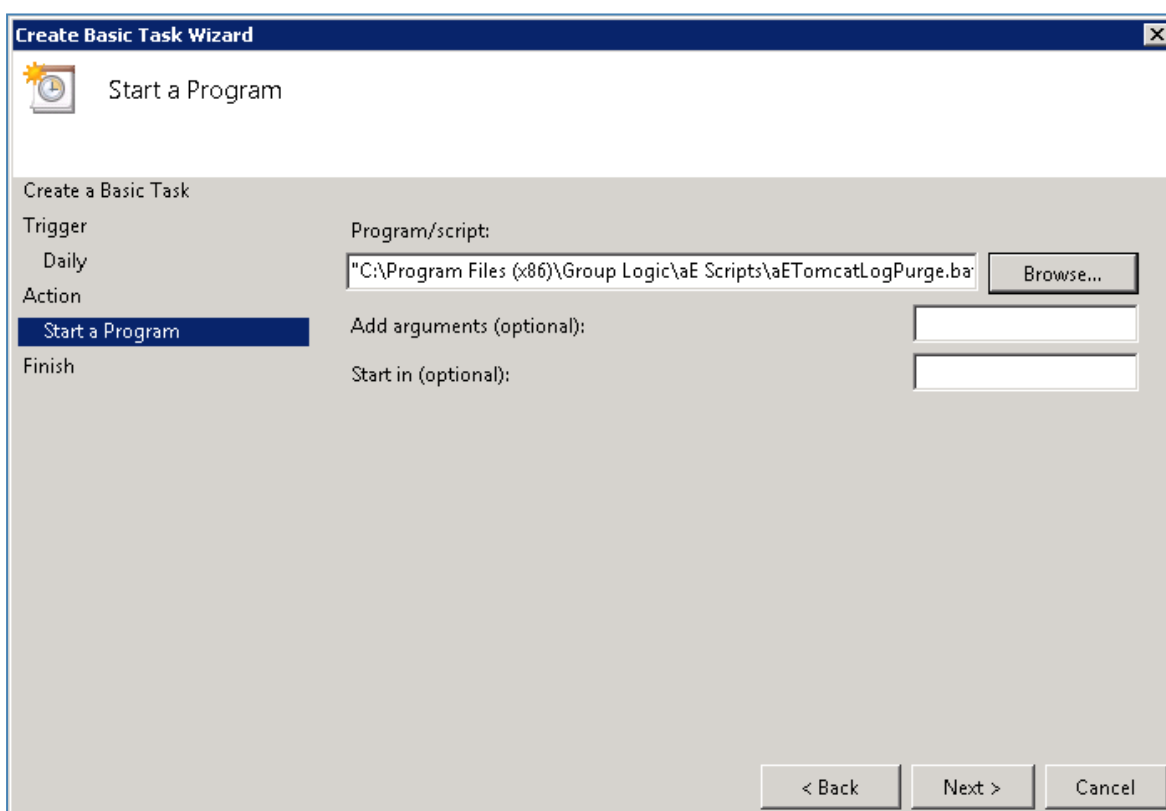 Create Basic Task Wizard
Start a Program
Create a Basic Task
Trigger
Daily
Action
Start a Program
Finish
Program/script:
"C:\Program Files (x86)\Group Logic\aE Scripts\aETomcatLogPurge.ba
Browse...
Add arguments (optional):
Start in (optional):
< Back
Next >
Cancel